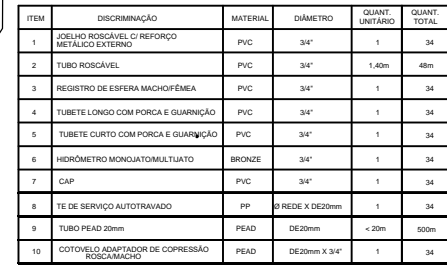 ITEM DISCRIMINAÇÃO MATERIAL DIÂMETRO QUANT. UNITÁRIO QUANT. TOTAL
1 JOELHO ROSCÁVEL C/ REFORÇO METÁLICO EXTERNO PVC 3/4" 1 34
2 TUBO ROSCÁVEL PVC 3/4" 1,40m 48m
3 REGISTRO DE ESFERA MACHO/FÊMEA PVC 3/4" 1 34
4 TUBETE LONGO COM PORCA E GUARNIÇÃO PVC 3/4" 1 34
5 TUBETE CURTO COM PORCA E GUARNIÇÃO PVC 3/4" 1 34
6 HIDRÔMETRO MONOJATO/MULTIJATO BRONZE 3/4" 1 34
7 CAP PVC 3/4" 1 34
8 TE DE SERVIÇO AUTOTRAVADO PP Ø REDE X DE20mm 1 34
9 TUBO PEAD 20mm PEAD DE20mm < 20m 500m
10 COTOVELO ADAPTADOR DE COPRESSÃO ROSCA/MACHO PEAD DE20mm X 3/4" 1 34